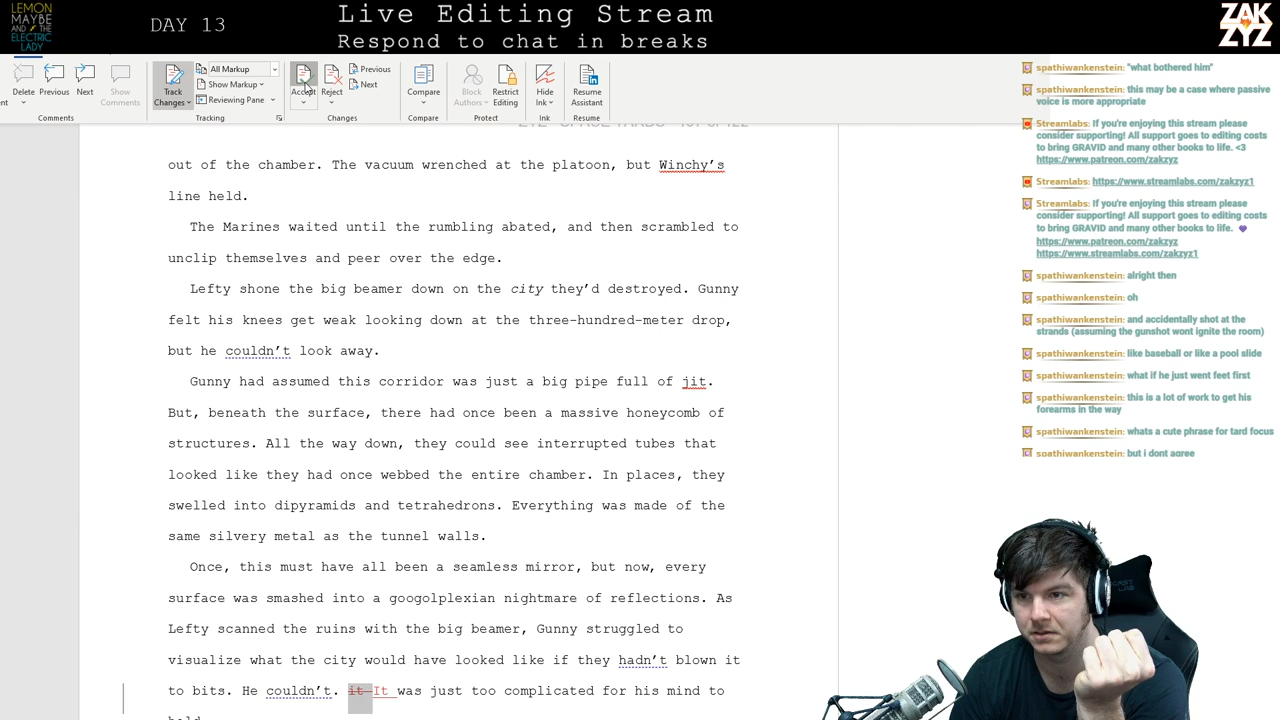 LEMON
MAYBE
AND THE
ELECTRIC
LADY
DAY 13
Live Editing Stream
Respond to chat in breaks
ZAK
ZYZ
Delete
Previous
Next
Show
Comments
Comments
Track
Changes
All Markup
Show Markup
Reviewing Pane
Tracking
Accept
Reject
Previous
Next
Changes
Compare
Compare
Block
Authors
Restrict
Editing
Protect
Hide
Ink
Ink
Resume
Assistant
Resume
out of the chamber. The vacuum wrenched at the platoon, but Winchy’s
line held.
The Marines waited until the rumbling abated, and then scrambled to
unclip themselves and peer over the edge.
Lefty shone the big beamer down on the city they’d destroyed. Gunny
felt his knees get weak looking down at the three-hundred-meter drop,
but he couldn’t look away.
Gunny had assumed this corridor was just a big pipe full of jit.
But, beneath the surface, there had once been a massive honeycomb of
structures. All the way down, they could see interrupted tubes that
looked like they had once webbed the entire chamber. In places, they
swelled into dipyramids and tetrahedrons. Everything was made of the
same silvery metal as the tunnel walls.
Once, this must have all been a seamless mirror, but now, every
surface was smashed into a googolplexian nightmare of reflections. As
Lefty scanned the ruins with the big beamer, Gunny struggled to
visualize what the city would have looked like if they hadn’t blown it
to bits. He couldn’t. it It was just too complicated for his mind to
spathiwankenstein: "what bothered him"
spathiwankenstein: this may be a case where passive
voice is more appropriate
Streamlabs: If you're enjoying this stream please
consider supporting! All support goes to editing costs
to bring GRAVID and many other books to life. <3
https://www.patreon.com/zakzyz
Streamlabs: https://www.streamlabs.com/zakzyz1
Streamlabs: If you're enjoying this stream please
consider supporting! All support goes to editing costs
to bring GRAVID and many other books to life. 💜
https://www.patreon.com/zakzyz
https://www.streamlabs.com/zakzyz1
spathiwankenstein: alright then
spathiwankenstein: oh
spathiwankenstein: and accidentally shot at the
strands (assuming the gunshot wont ignite the room)
spathiwankenstein: like baseball or like a pool slide
spathiwankenstein: what if he just went feet first
spathiwankenstein: this is a lot of work to get his
forearms in the way
spathiwankenstein: whats a cute phrase for tard focus
spathiwankenstein: but i dont agree